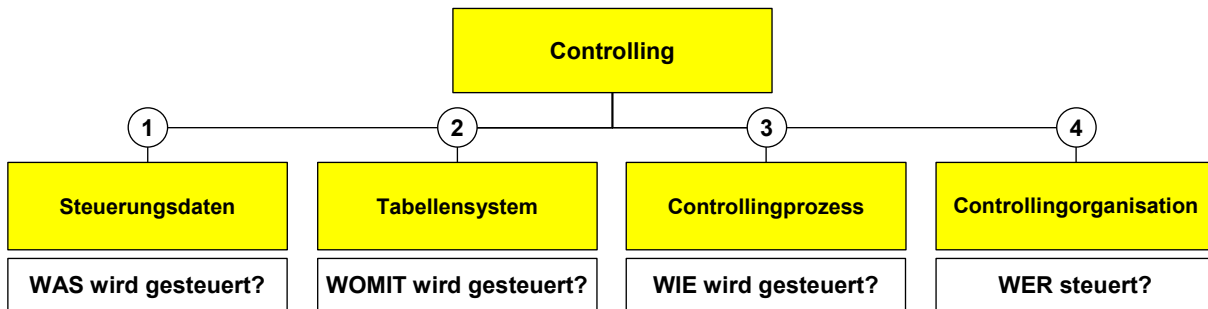 Controlling
1
2
3
4
Steuerungsdaten
Tabellensystem
Controllingprozess
Controllingorganisation
WAS wird gesteuert?
WOMIT wird gesteuert?
WIE wird gesteuert?
WER steuert?